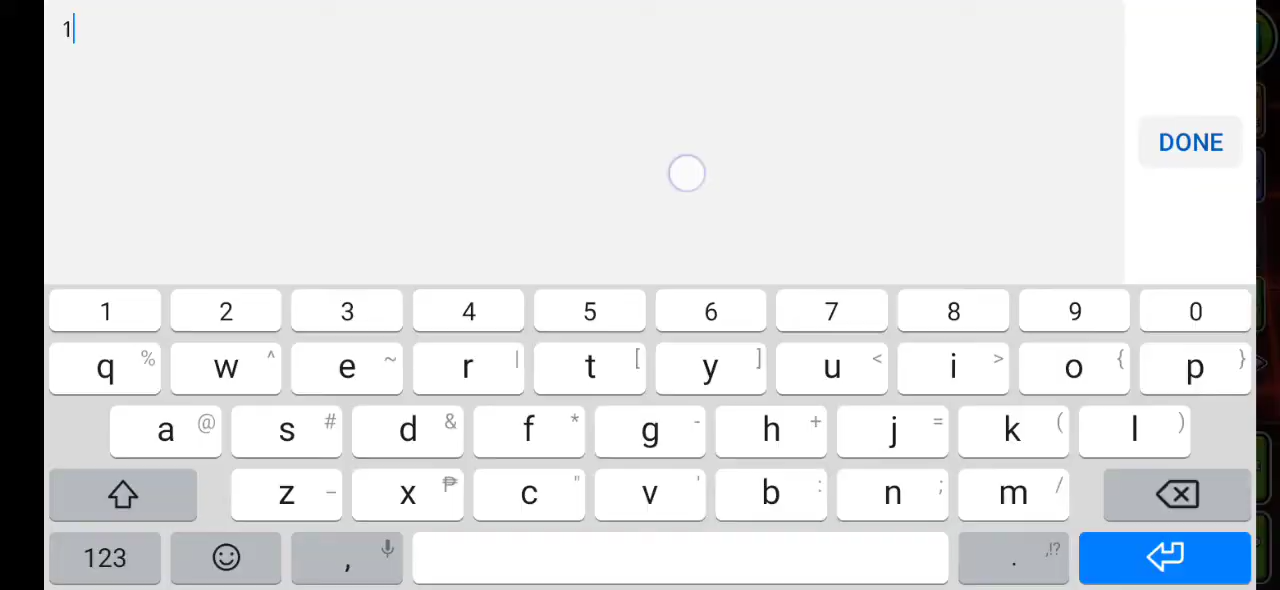 1
DONE
1 2 3 4 5 6 7 8 9 0
q % w ^ e ~ r | t [ y ] u < i > o { p }
a @ s # d & f * g - h + j = k ( l )
z _ x ₱ c " v ' b : n ; m /
123 , . ,!?